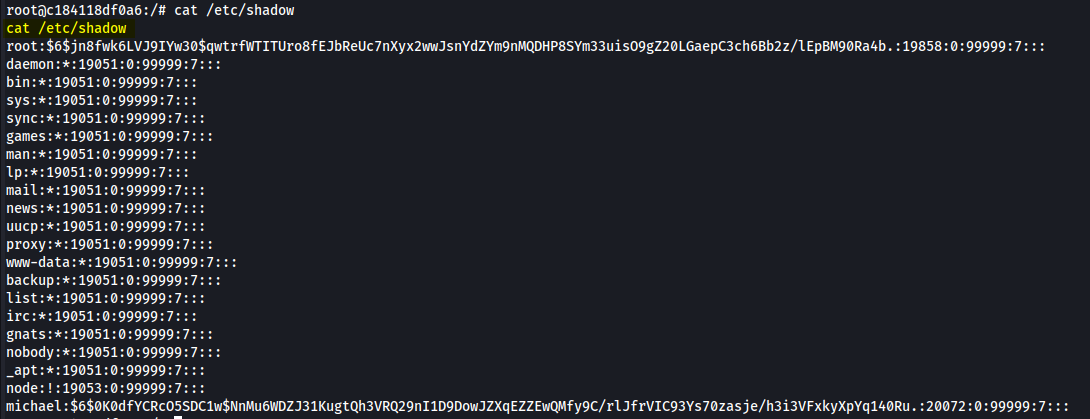 root@c184118df0a6:/# cat /etc/shadow
cat /etc/shadow
root:$6$jn8fwk6LVJ9IYw30$qwtrfWTITUro8fEJbReUc7nXyx2wwJsnYdZYm9nMQDHP8SYm33uisO9gZ20LGaepC3ch6Bb2z/lEpBM90Ra4b.:19858:0:99999:7:::
daemon:*:19051:0:99999:7:::
bin:*:19051:0:99999:7:::
sys:*:19051:0:99999:7:::
sync:*:19051:0:99999:7:::
games:*:19051:0:99999:7:::
man:*:19051:0:99999:7:::
lp:*:19051:0:99999:7:::
mail:*:19051:0:99999:7:::
news:*:19051:0:99999:7:::
uucp:*:19051:0:99999:7:::
proxy:*:19051:0:99999:7:::
www-data:*:19051:0:99999:7:::
backup:*:19051:0:99999:7:::
list:*:19051:0:99999:7:::
irc:*:19051:0:99999:7:::
gnats:*:19051:0:99999:7:::
nobody:*:19051:0:99999:7:::
_apt:*:19051:0:99999:7:::
node:!:19053:0:99999:7:::
michael:$6$0K0dfYCRcO5SDC1w$NnMu6WDZJ31KugtQh3VRQ29nI1D9DowJZXqEZZEwQMfy9C/rlJfrVIC93Ys70zasje/h3i3VFxkyXpYq140Ru.:20072:0:99999:7:::